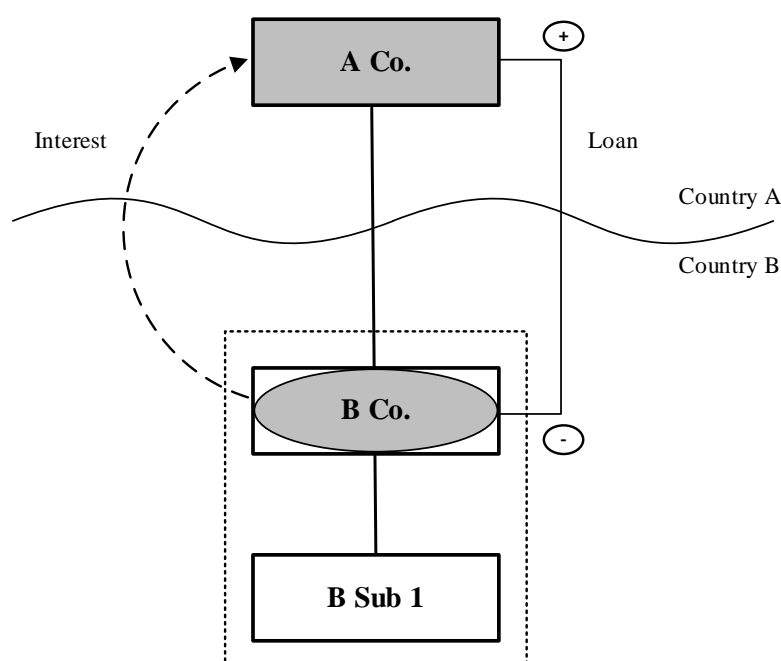 A Co.
+
Interest
Loan
Country A
Country B
B Co.
-
B Sub 1